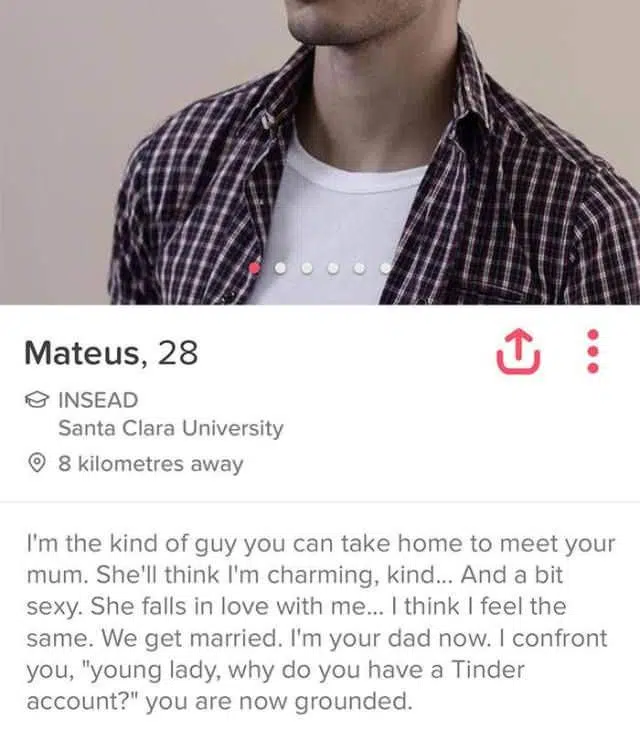 Mateus, 28
INSEAD
Santa Clara University
8 kilometres away
I'm the kind of guy you can take home to meet your
mum. She'll think I'm charming, kind... And a bit
sexy. She falls in love with me... I think I feel the
same. We get married. I'm your dad now. I confront
you, "young lady, why do you have a Tinder
account?" you are now grounded.